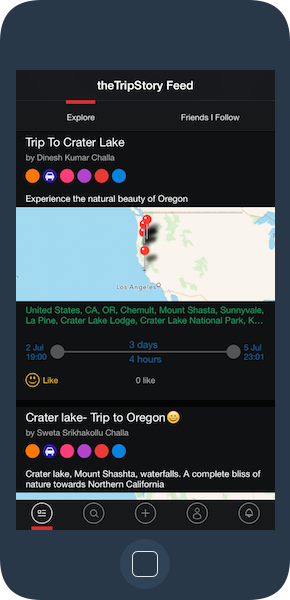 theTripStory Feed
Explore Friends I Follow
Trip To Crater Lake
by Dinesh Kumar Challa
Experience the natural beauty of Oregon
Los Angeles
United States, CA, OR, Chemult, Mount Shasta, Sunnyvale,
La Pine, Crater Lake Lodge, Crater Lake National Park, K...
2 Jul
19:00
3 days
4 hours
5 Jul
23:01
Like
0 like
Crater lake- Trip to Oregon😄
by Sweta Srikhakollu Challa
Crater lake, Mount Shashta, waterfalls. A complete bliss of
nature towards Northern California